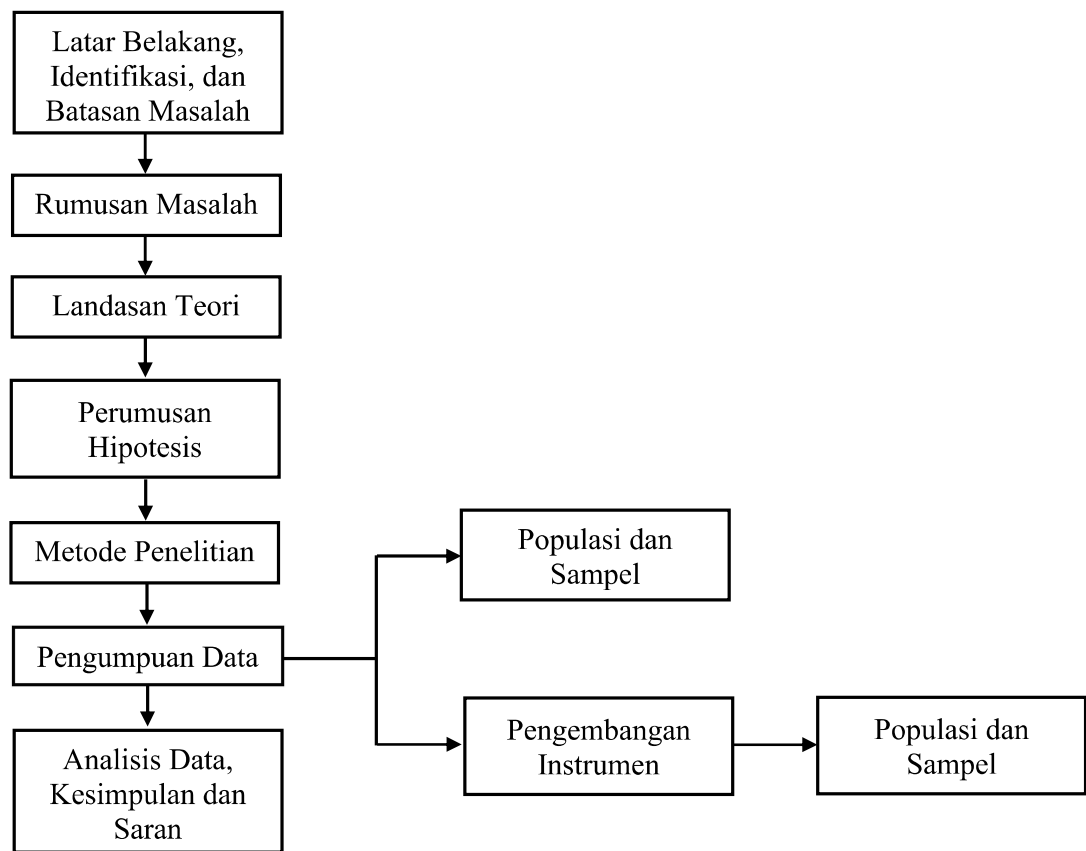 Latar Belakang,
Identifikasi, dan
Batasan Masalah
Rumusan Masalah
Landasan Teori
Perumusan
Hipotesis
Metode Penelitian
Pengumpuan Data
Analisis Data,
Kesimpulan dan
Saran
Populasi dan
Sampel
Pengembangan
Instrumen
Populasi dan
Sampel